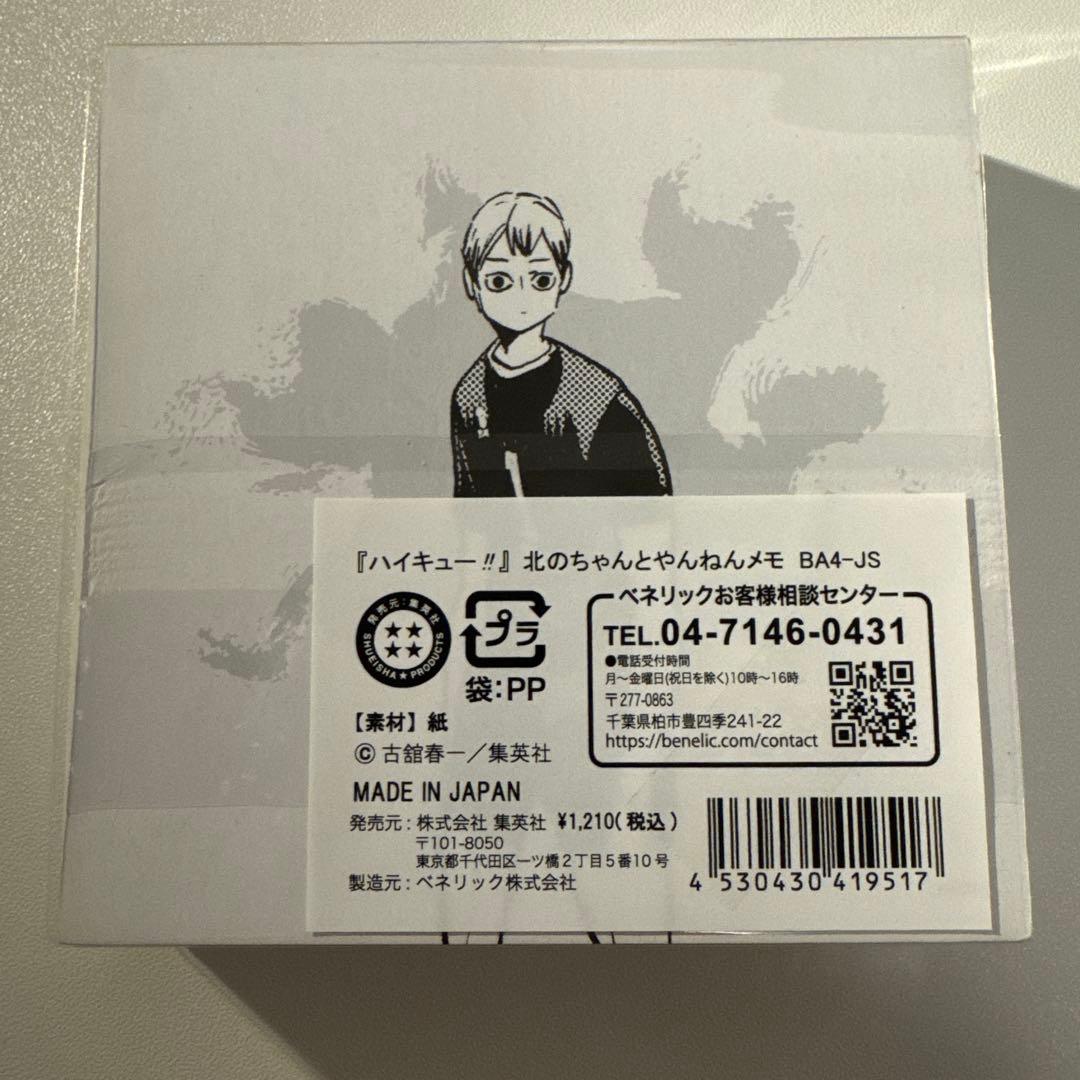 『ハイキュー!!』北のちゃんとやんねんメモ BA4-JS
発売元:集英社
SHUEISHA★PRODUCTS
プラ
袋:PP
【素材】紙
©古舘春一/集英社
MADE IN JAPAN
ベネリックお客様相談センター
TEL.04-7146-0431
●電話受付時間
月〜金曜日(祝日を除く)10時〜16時
〒277-0863
千葉県柏市豊四季241-22
https://benelic.com/contact
発売元:株式会社 集英社 ¥1,210(税込)
〒101-8050
東京都千代田区一ツ橋2丁目5番10号
製造元:ベネリック株式会社
4 530430 419517